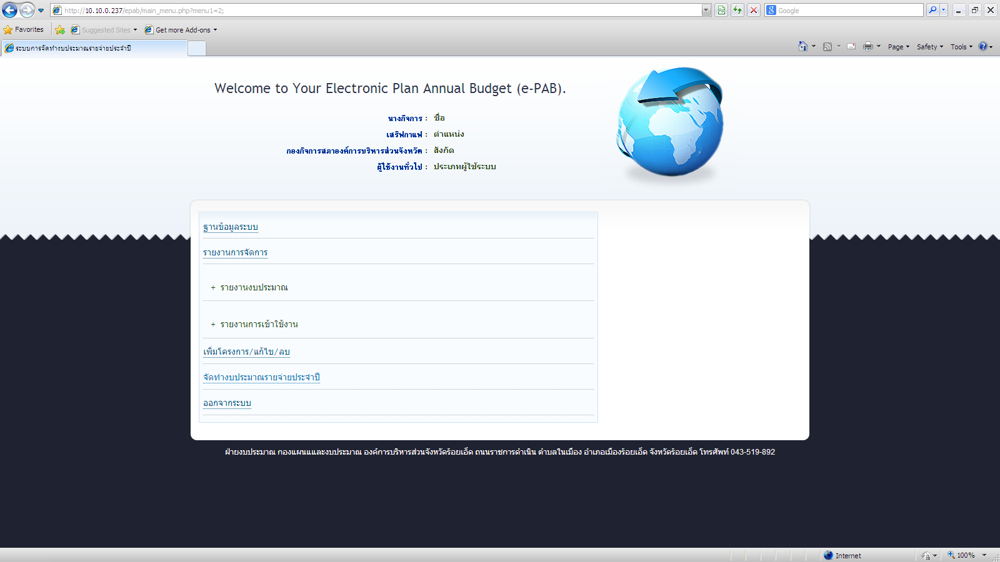 http://10.10.0.237/epab/main_menu.php?menu1=2;
Google
Favorites
Suggested Sites
Get more Add-ons
ระบบการจัดทำงบประมาณรายจ่ายประจำปี
Page
Safety
Tools
Welcome to Your Electronic Plan Annual Budget (e-PAB).
นางกิจการ : ชื่อ
เสริฟกาแฟ : ตำแหน่ง
กองกิจการสภาองค์การบริหารส่วนจังหวัด : สังกัด
ผู้ใช้งานทั่วไป : ประเภทผู้ใช้ระบบ
ฐานข้อมูลระบบ
รายงานการจัดการ
+ รายงานงบประมาณ
+ รายงานการเข้าใช้งาน
เพิ่มโครงการ/แก้ไข/ลบ
จัดทำงบประมาณรายจ่ายประจำปี
ออกจากระบบ
ฝ่ายงบประมาณ กองแผนและงบประมาณ องค์การบริหารส่วนจังหวัดร้อยเอ็ด ถนนราชการดำเนิน ตำบลในเมือง อำเภอเมืองร้อยเอ็ด จังหวัดร้อยเอ็ด โทรศัพท์ 043-519-892
Internet
100%